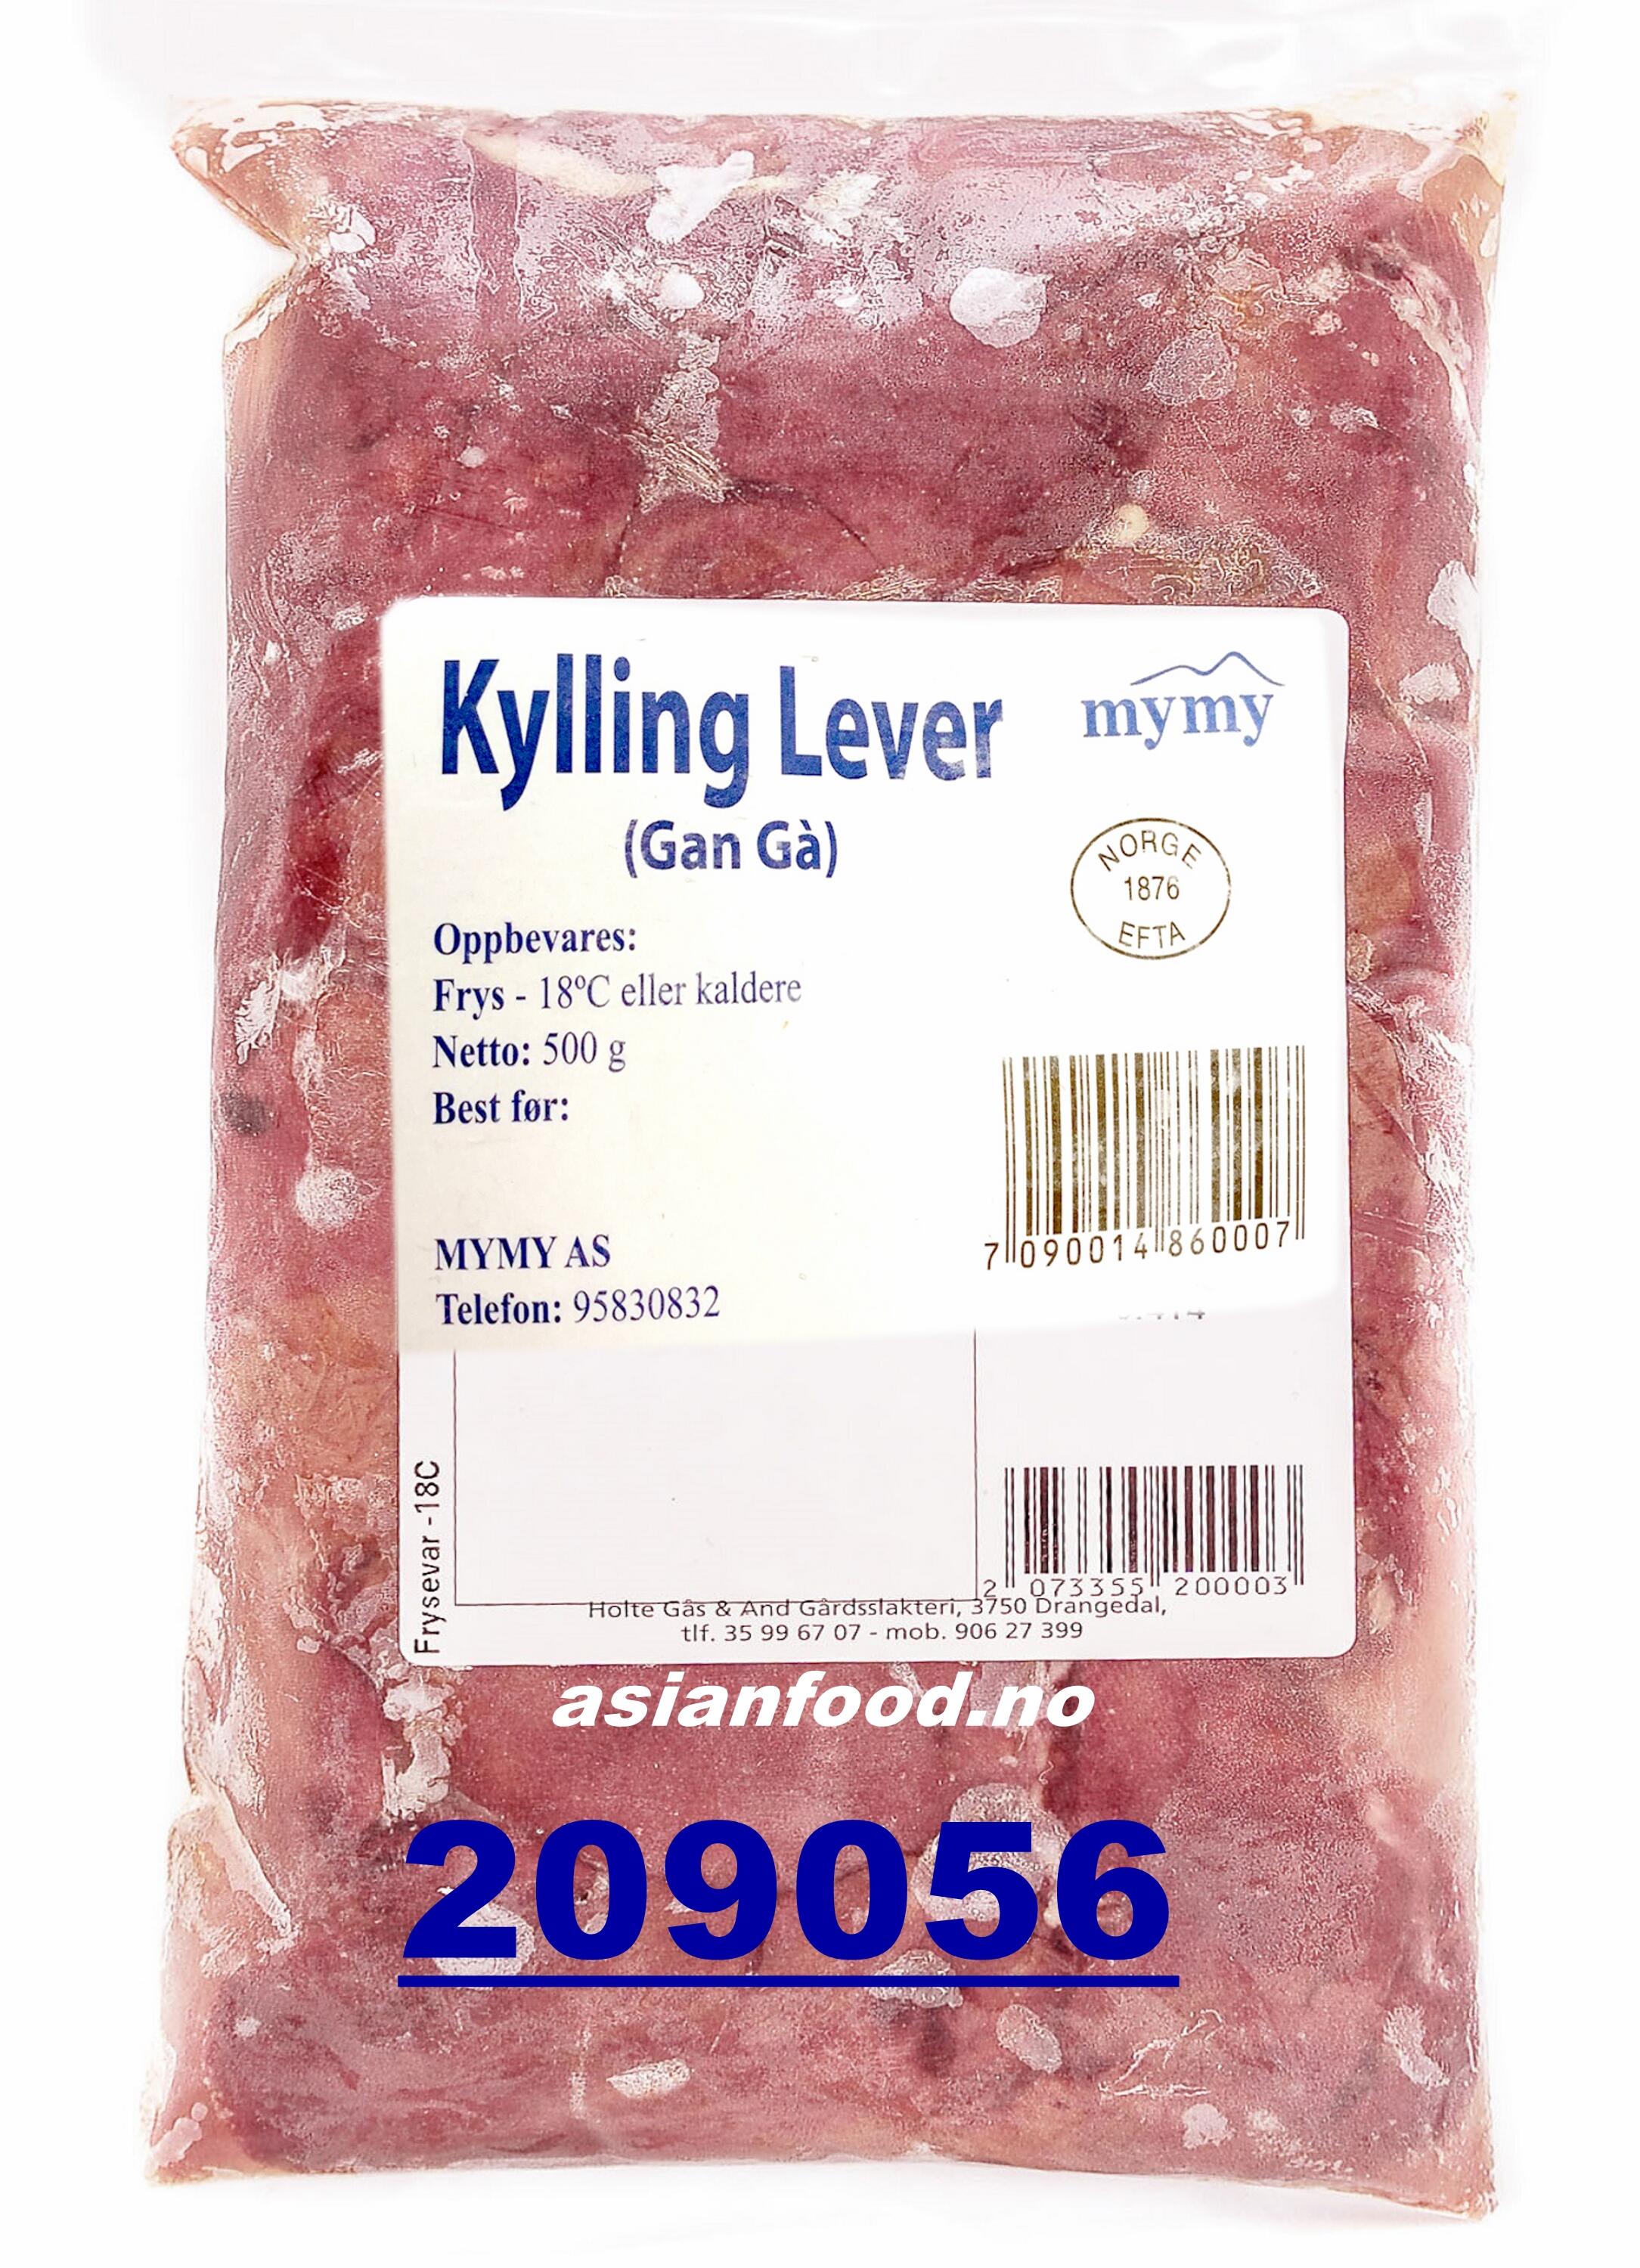 Kylling Lever
mymy
(Gan Gà)
NORGE
1876
EFTA
Oppbevares:
Frys - 18ºC eller kaldere
Netto: 500 g
Best før:
7 090014 860007
MYMY AS
Telefon: 95830832
Frysevar -18C
2 073355 200003
Holte Gås & And Gårdsslakteri, 3750 Drangedal,
tlf. 35 99 67 07 - mob. 906 27 399
asianfood.no
209056